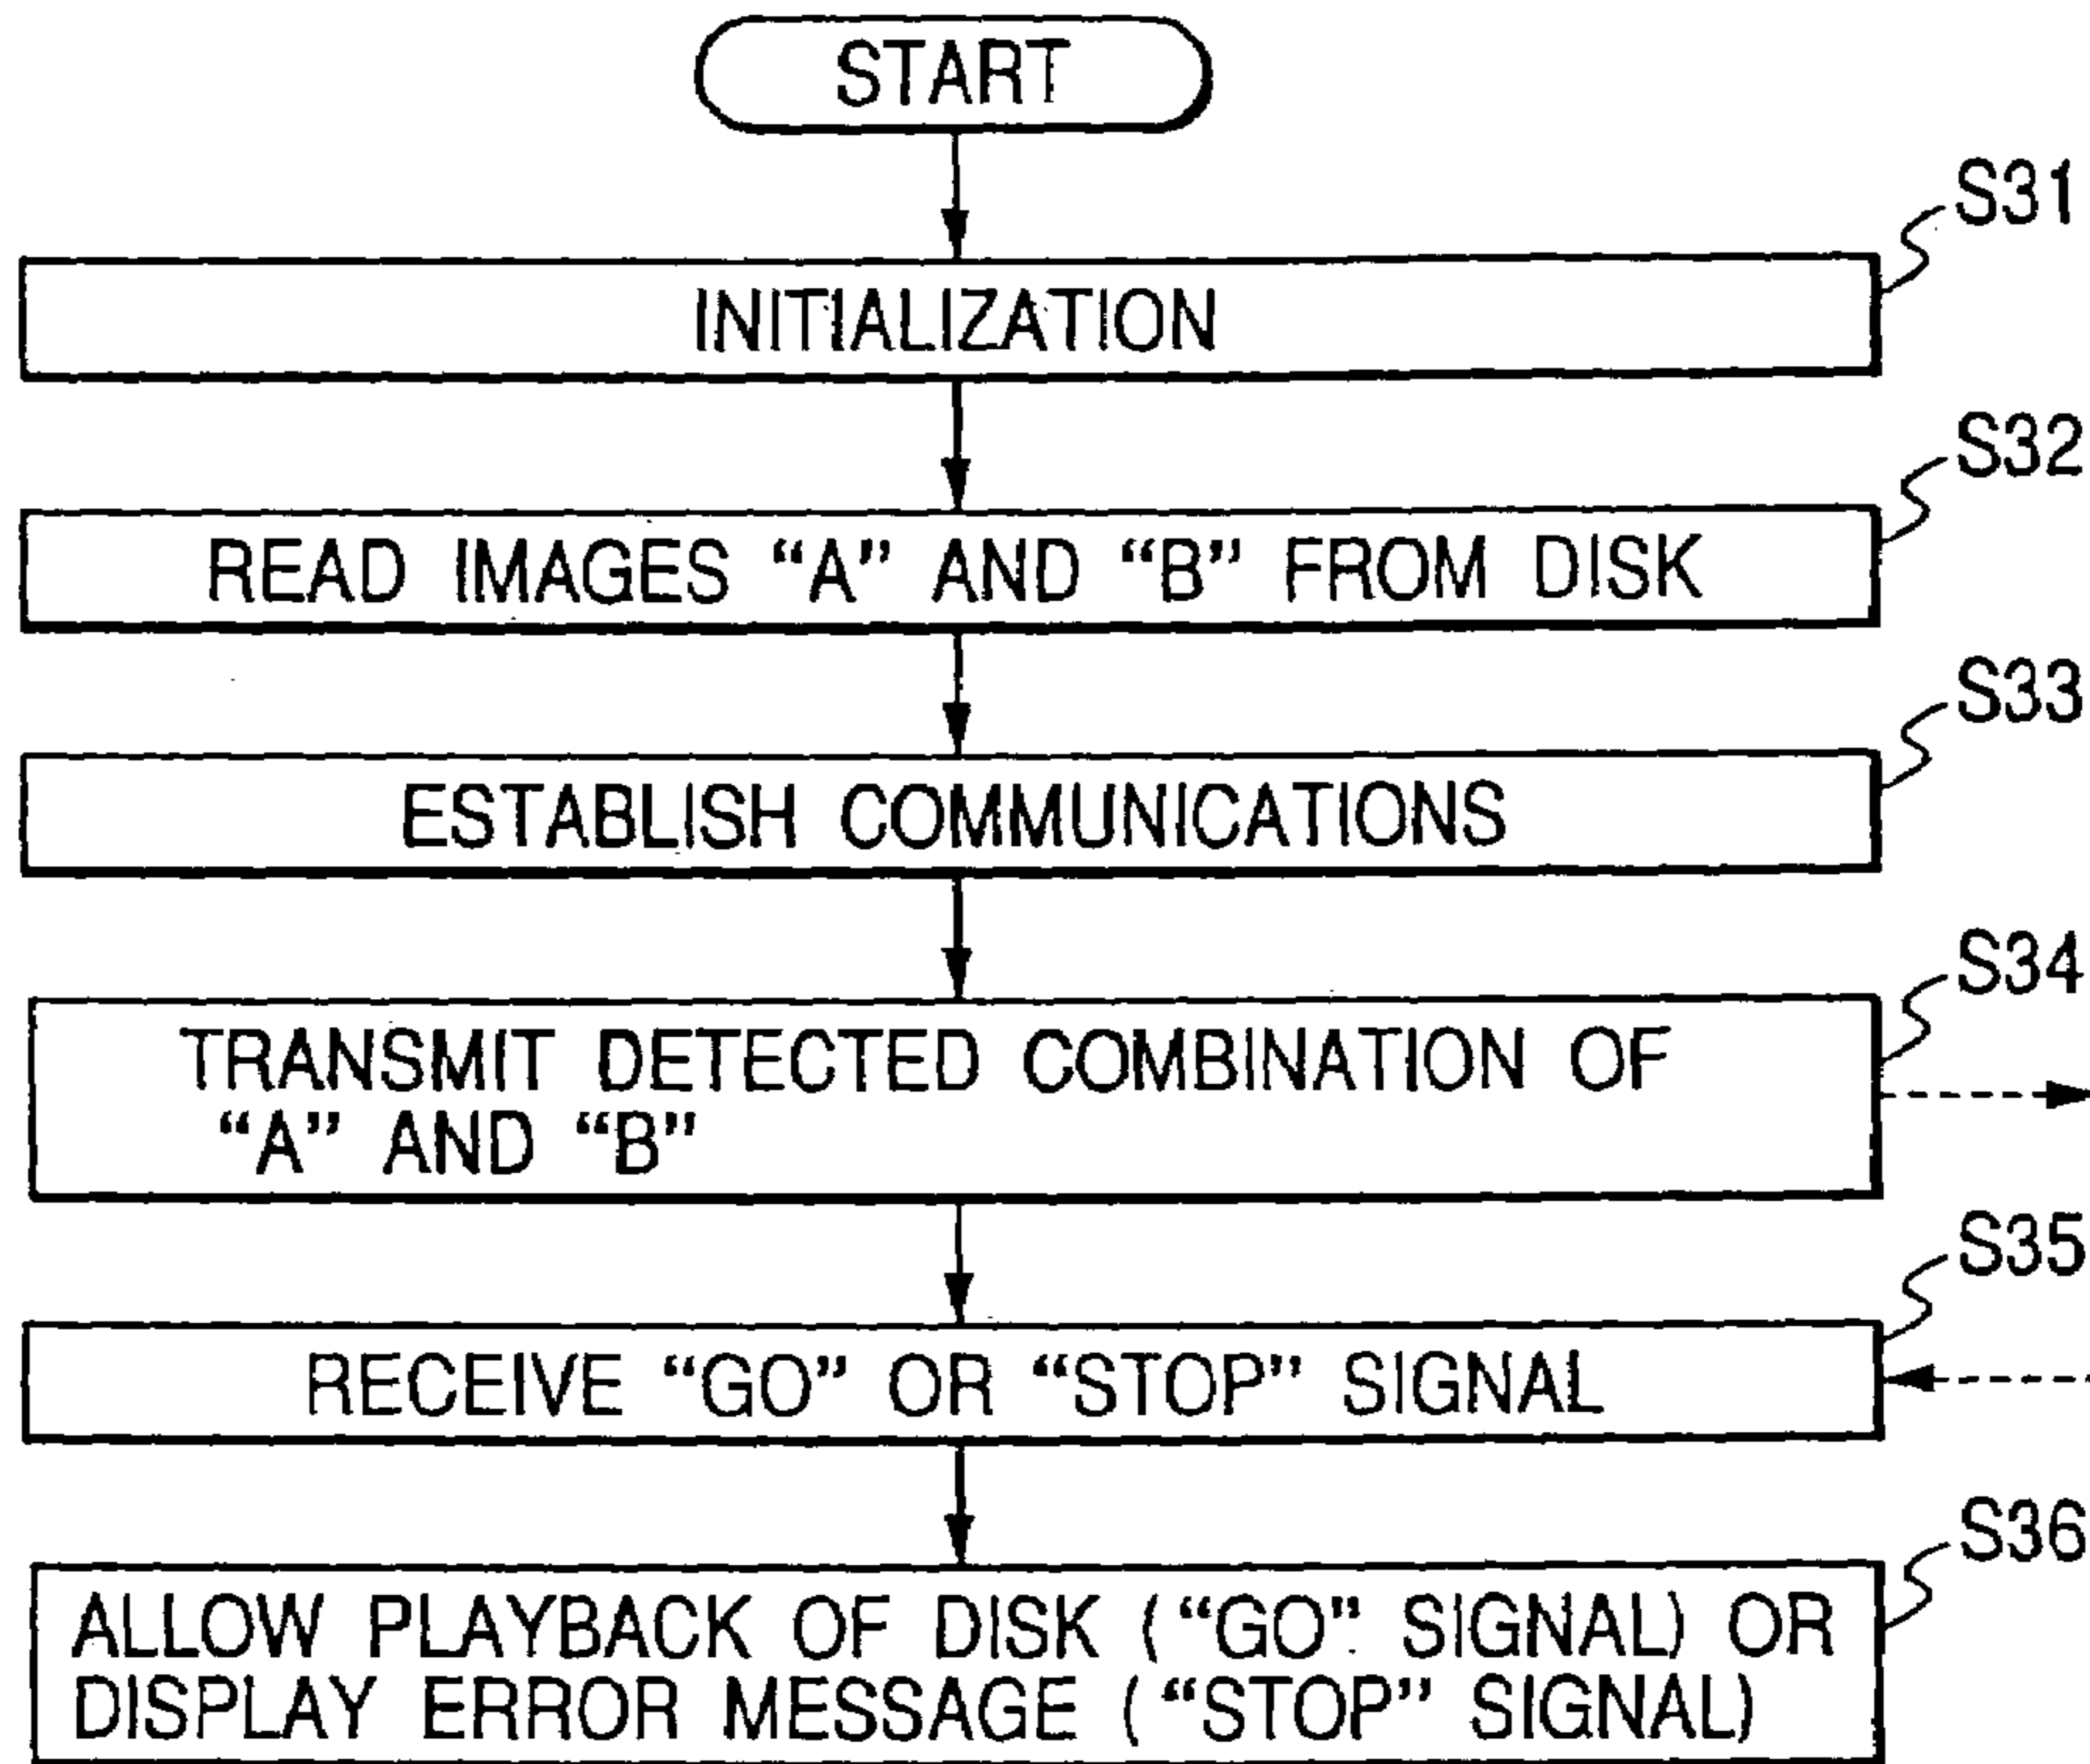 START
S31
INITIALIZATION
S32
READ IMAGES “A” AND “B” FROM DISK
S33
ESTABLISH COMMUNICATIONS
S34
TRANSMIT DETECTED COMBINATION OF
“A” AND “B”
S35
RECEIVE “GO” OR “STOP” SIGNAL
S36
ALLOW PLAYBACK OF DISK (“GO” SIGNAL) OR
DISPLAY ERROR MESSAGE (“STOP” SIGNAL)